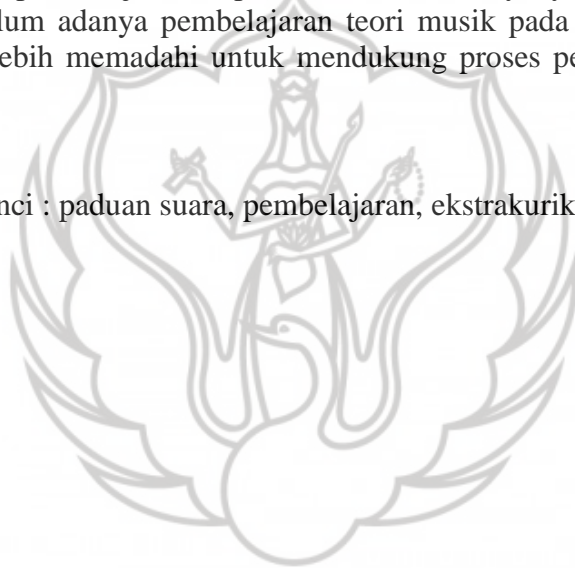 lum adanya pembelajaran teori musik pada
ebih memadahi untuk mendukung proses pe
nci : paduan suara, pembelajaran, ekstrakurik